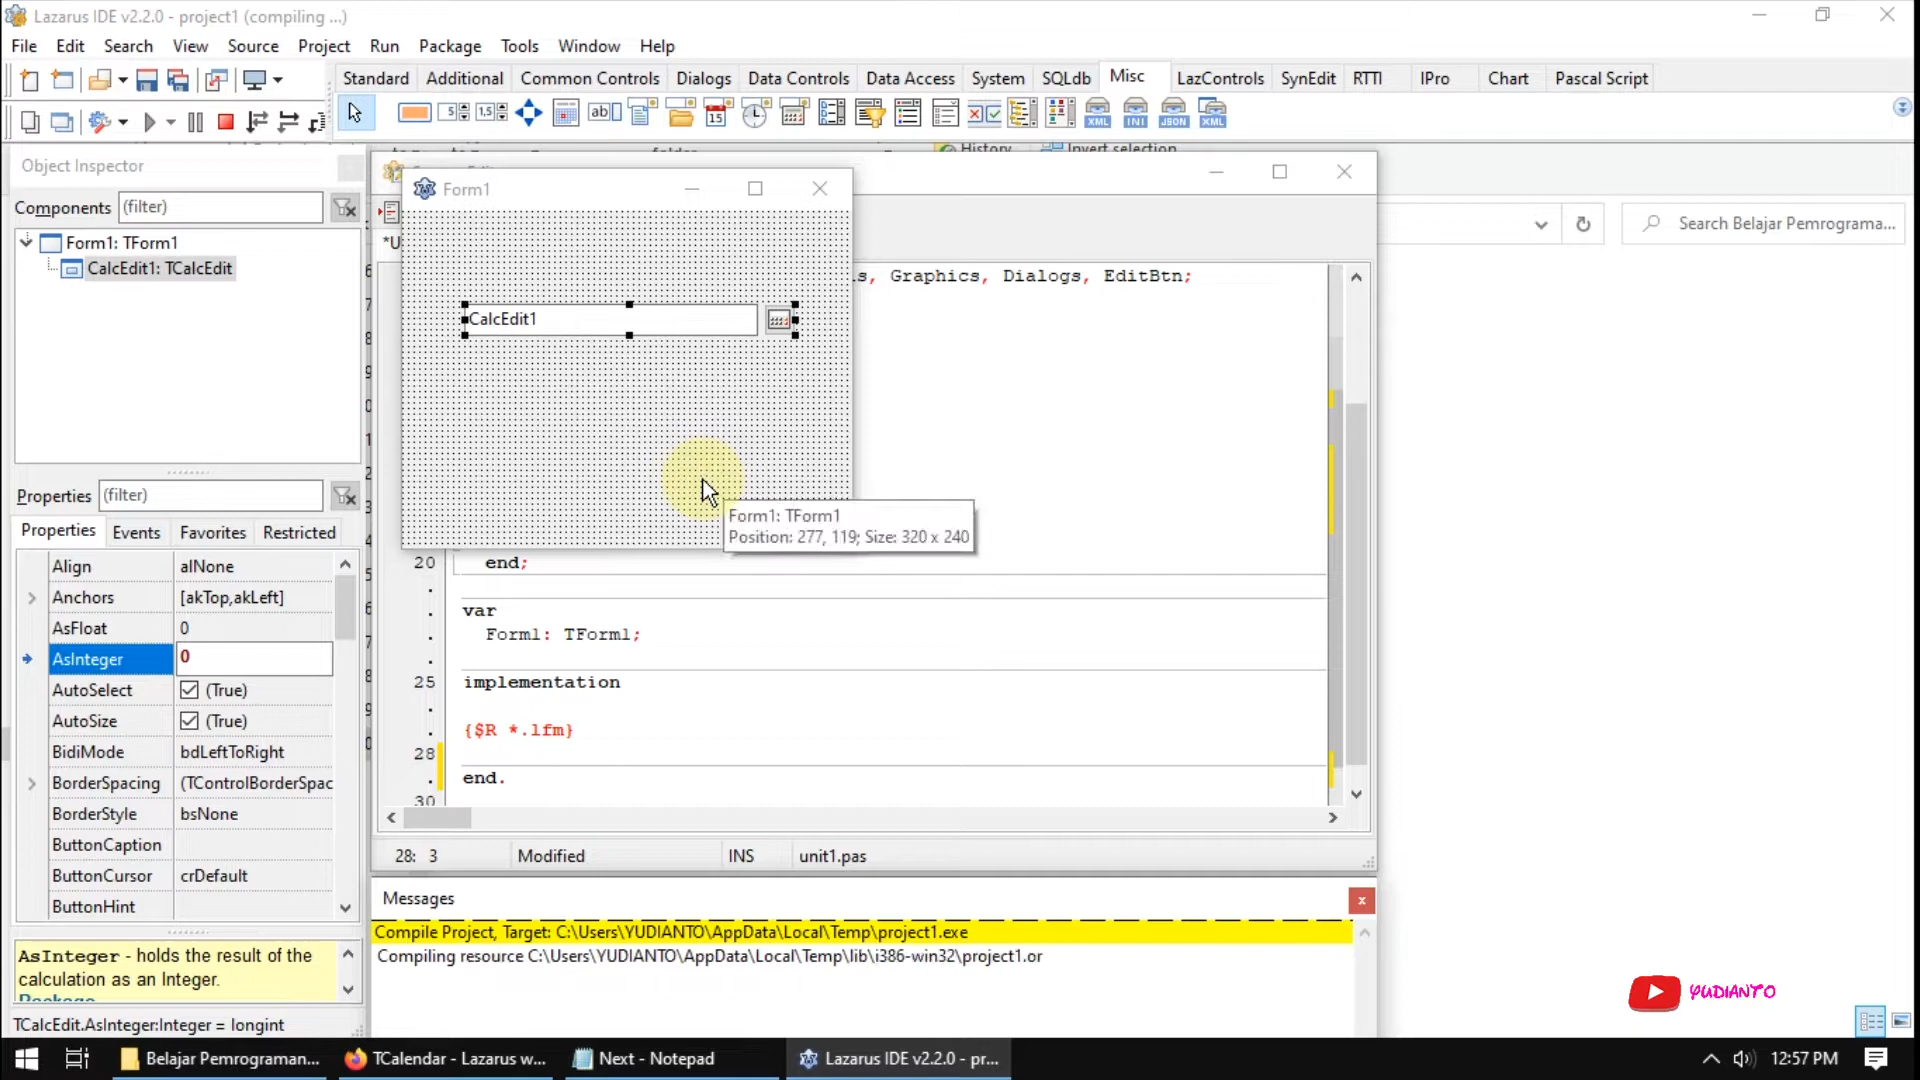 Lazarus IDE v2.2.0 - project1 (compiling ...)
File Edit Search View Source Project Run Package Tools Window Help
Standard Additional Common Controls Dialogs Data Controls Data Access System SQLdb Misc LazControls SynEdit RTTI IPro Chart Pascal Script
Object Inspector
Components (filter)
Form1: TForm1
CalcEdit1: TCalcEdit
Properties (filter)
Properties Events Favorites Restricted
Align alNone
Anchors [akTop,akLeft]
AsFloat 0
AsInteger 0
AutoSelect (True)
AutoSize (True)
BidiMode bdLeftToRight
BorderSpacing (TControlBorderSpac
BorderStyle bsNone
ButtonCaption
ButtonCursor crDefault
ButtonHint
AsInteger - holds the result of the
calculation as an Integer.
TCalcEdit.AsInteger:Integer = longint
History Invert selection
Search Belajar Pemrograma...
Form1
CalcEdit1
Form1: TForm1
Position: 277, 119; Size: 320 x 240
*U
s, Graphics, Dialogs, EditBtn;
20 end;
var
Form1: TForm1;
25 implementation
{$R *.lfm}
28
end.
30
28: 3 Modified INS unit1.pas
Messages
Compile Project, Target: C:\Users\YUDIANTO\AppData\Local\Temp\project1.exe
Compiling resource C:\Users\YUDIANTO\AppData\Local\Temp\lib\i386-win32\project1.or
YUDIANTO
Belajar Pemrograman... TCalendar - Lazarus w... Next - Notepad Lazarus IDE v2.2.0 - pr... 12:57 PM